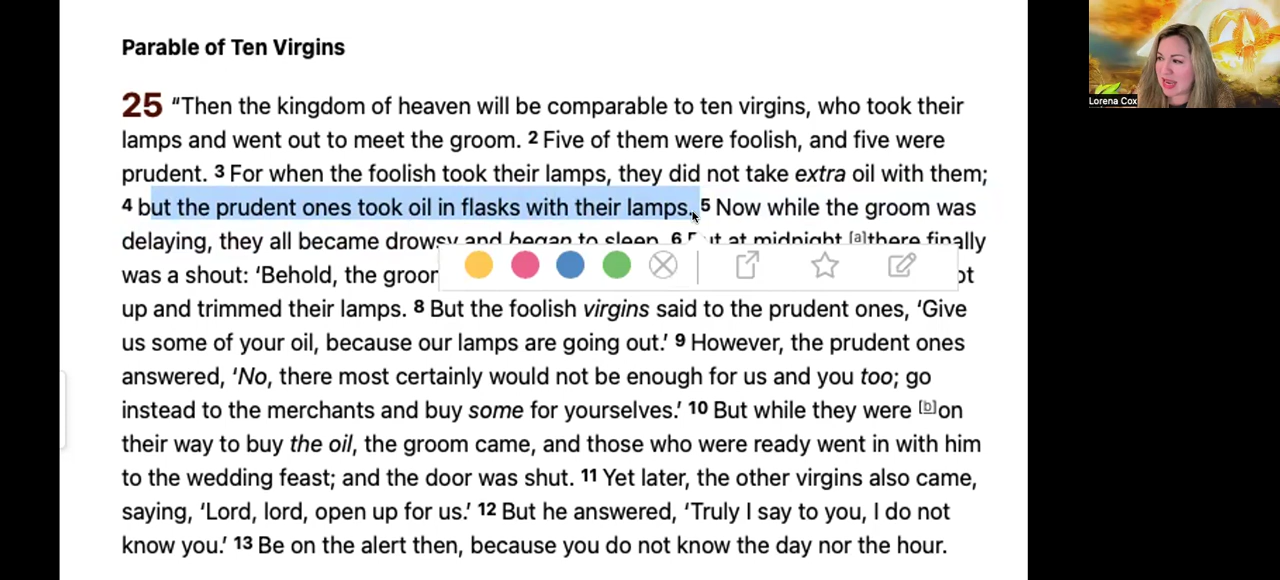 Parable of Ten Virgins
25 “Then the kingdom of heaven will be comparable to ten virgins, who took their
lamps and went out to meet the groom. 2 Five of them were foolish, and five were
prudent. 3 For when the foolish took their lamps, they did not take extra oil with them;
4 but the prudent ones took oil in flasks with their lamps. 5 Now while the groom was
delaying, they all became drowsy and began to sleep. 6 But at midnight [a]there finally
was a shout: ‘Behold, the groom
up and trimmed their lamps. 8 But the foolish virgins said to the prudent ones, ‘Give
us some of your oil, because our lamps are going out.’ 9 However, the prudent ones
answered, ‘No, there most certainly would not be enough for us and you too; go
instead to the merchants and buy some for yourselves.’ 10 But while they were [b]on
their way to buy the oil, the groom came, and those who were ready went in with him
to the wedding feast; and the door was shut. 11 Yet later, the other virgins also came,
saying, ‘Lord, lord, open up for us.’ 12 But he answered, ‘Truly I say to you, I do not
know you.’ 13 Be on the alert then, because you do not know the day nor the hour.
Lorena Cox